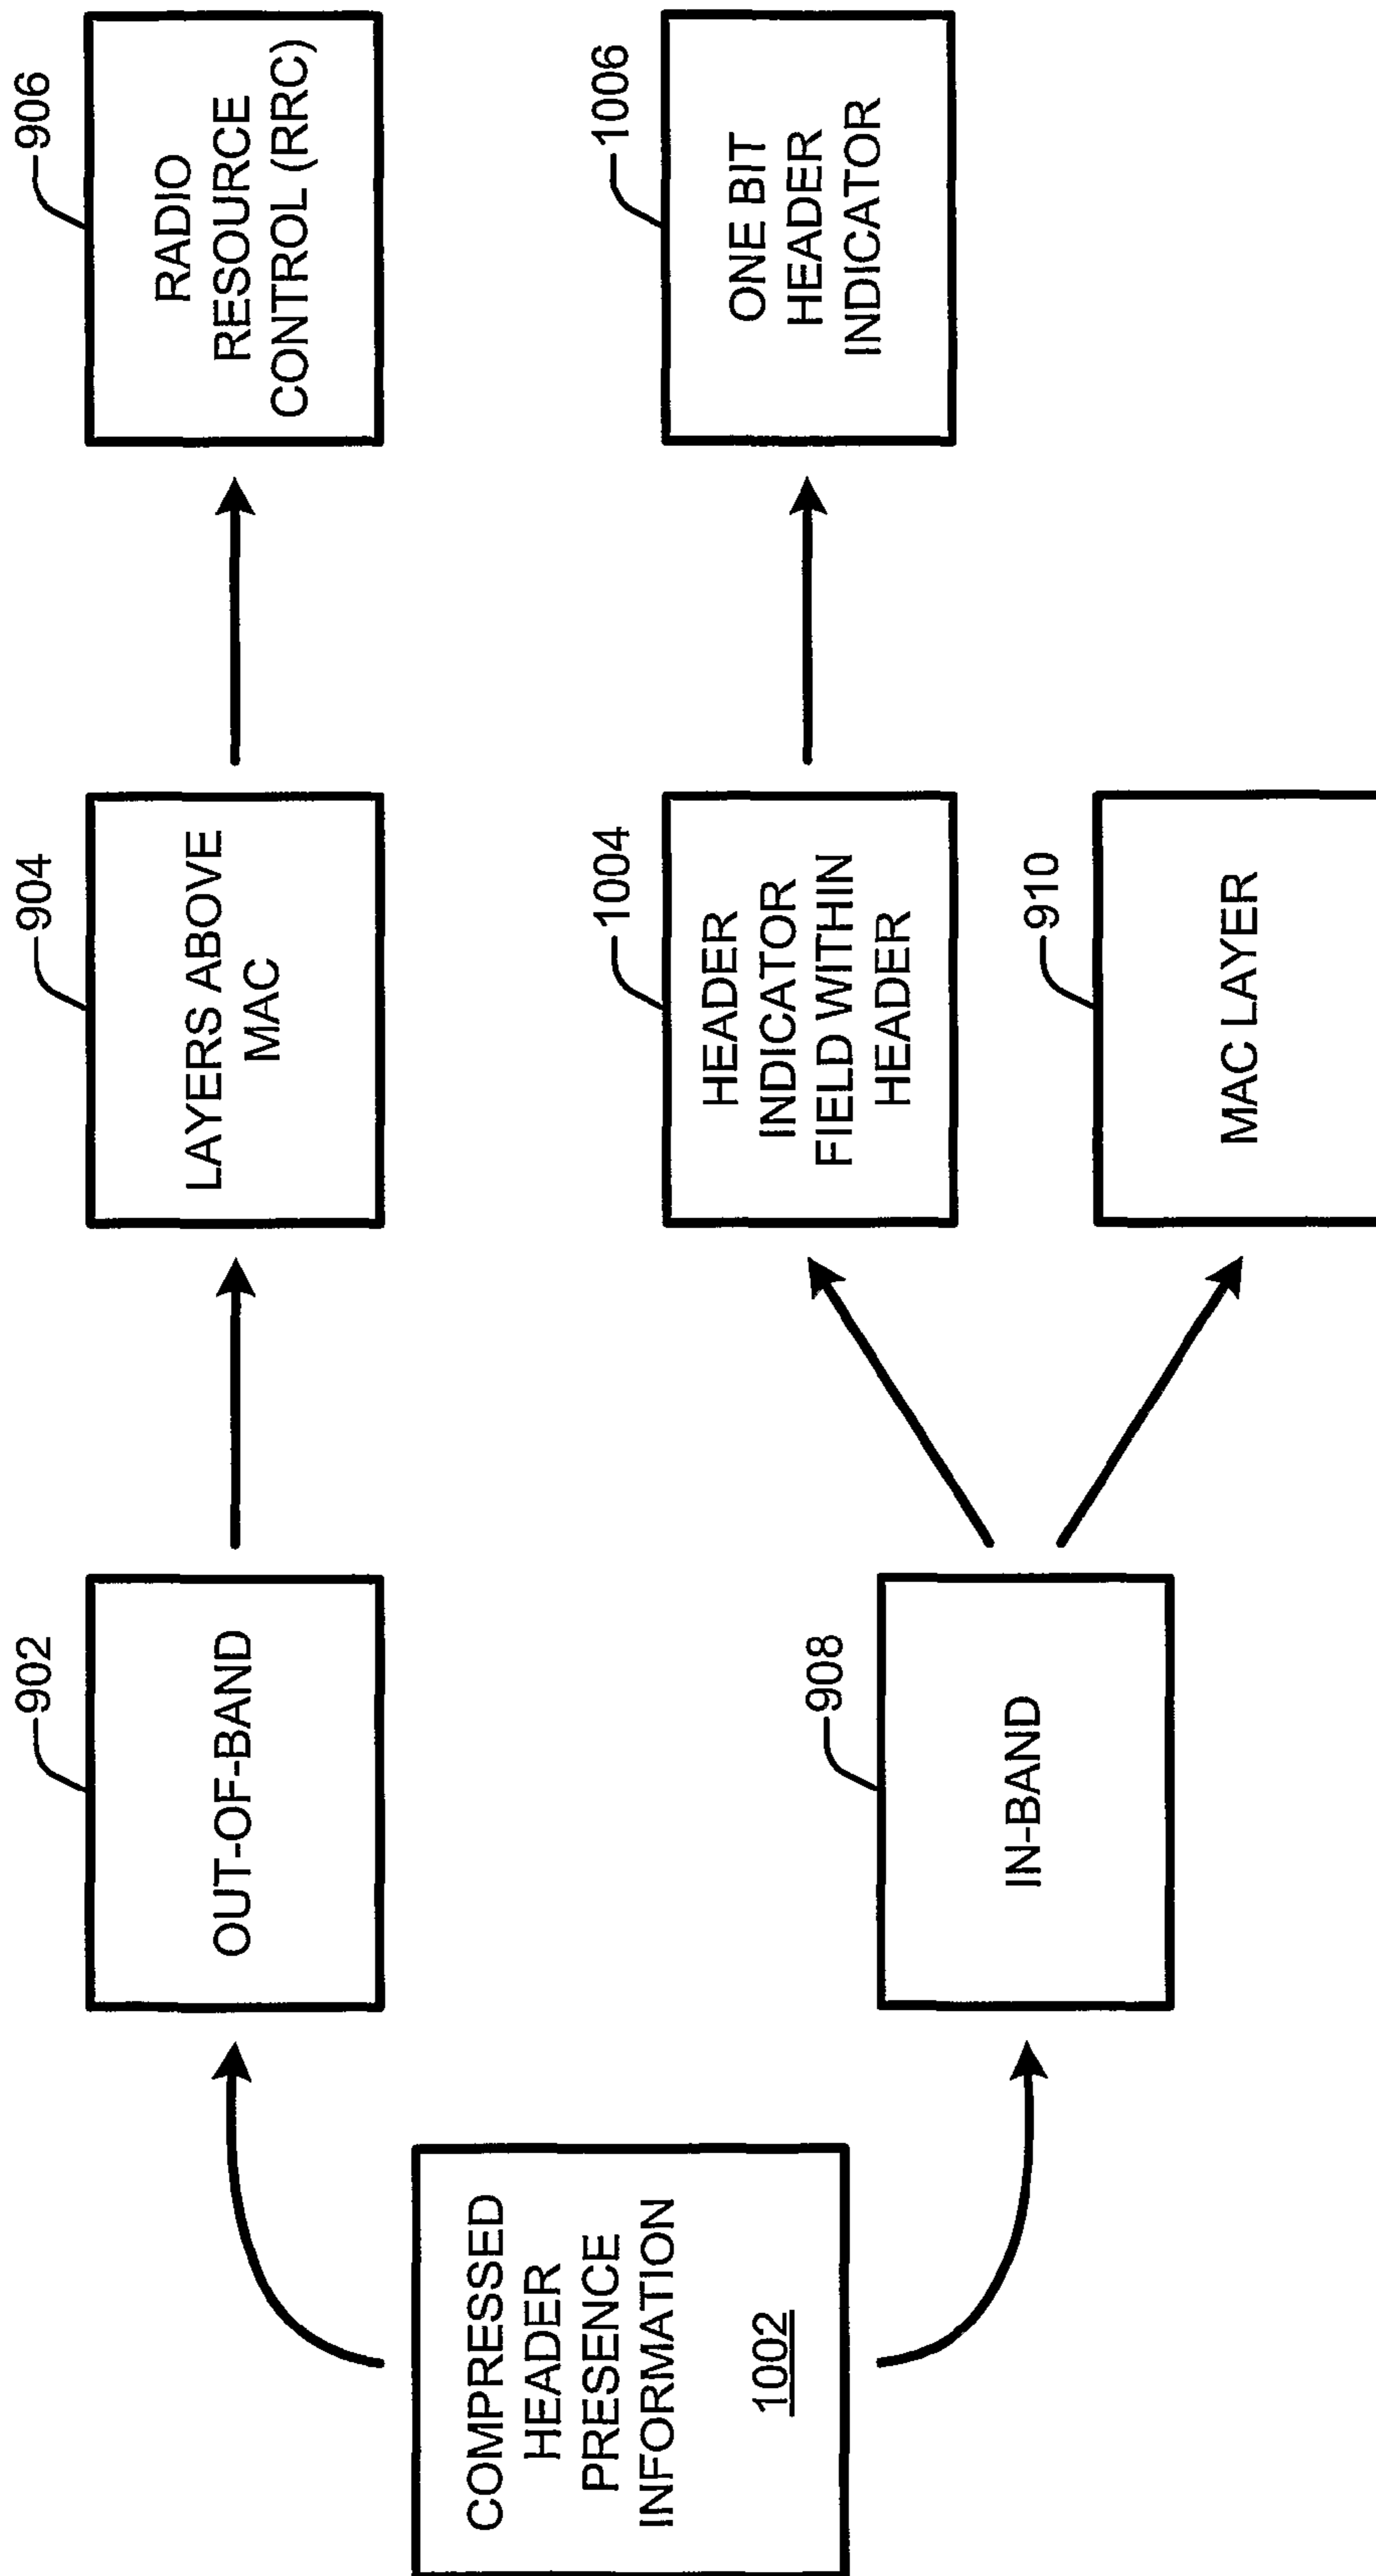 COMPRESSED
HEADER
PRESENCE
INFORMATION
1002
902
OUT-OF-BAND
904
LAYERS ABOVE
MAC
906
RADIO
RESOURCE
CONTROL (RRC)
908
IN-BAND
1004
HEADER
INDICATOR
FIELD WITHIN
HEADER
1006
ONE BIT
HEADER
INDICATOR
910
MAC LAYER